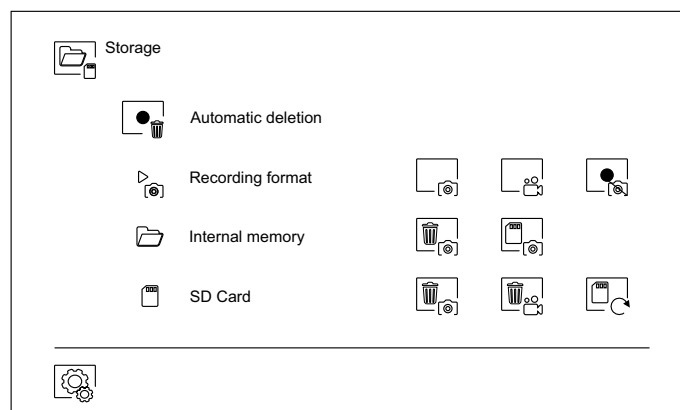 Storage
Automatic deletion
Recording format
Internal memory
SD Card